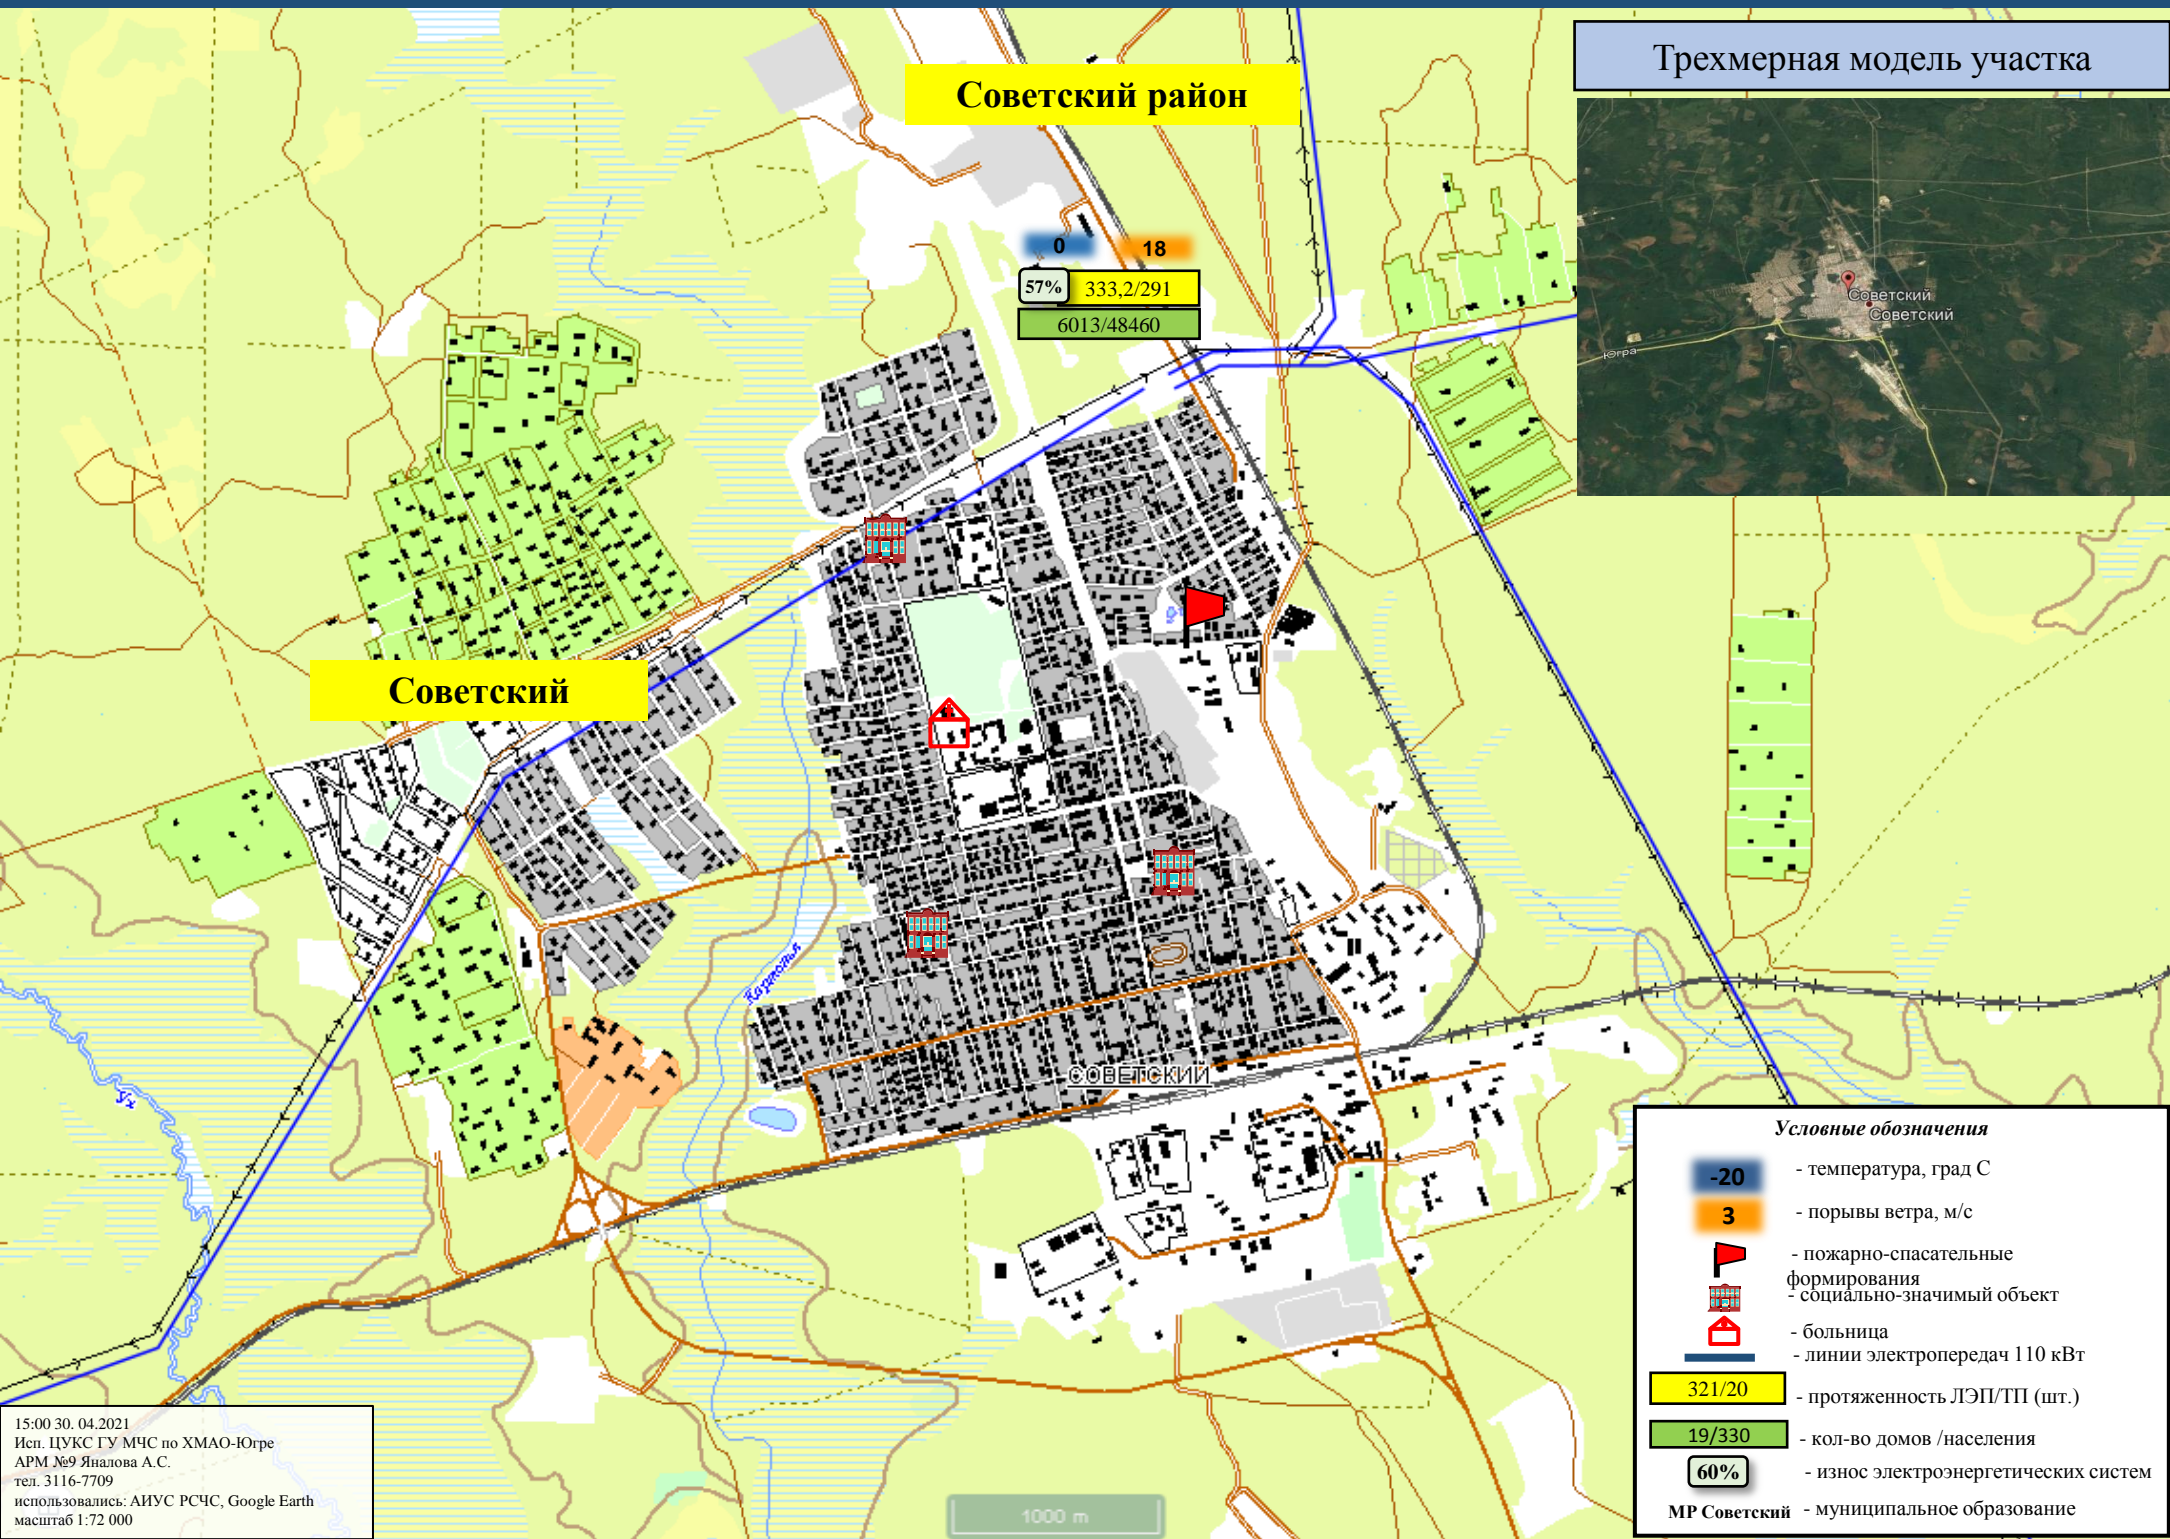 Трехмерная модель участка
Советский район
0
18
57%
333,2/291
6013/48460
Советский
Советский
Югра
Советский
Картопья
СОВЕТСКИЙ
Ух
Условные обозначения
-20
- температура, град С
3
- порывы ветра, м/с
- пожарно-спасательные
формирования
- социально-значимый объект
- больница
- линии электропередач 110 кВт
321/20
- протяженность ЛЭП/ТП (шт.)
19/330
- кол-во домов /населения
60%
- износ электроэнергетических систем
МР Советский - муниципальное образование
15:00 30. 04.2021
Исп. ЦУКС ГУ МЧС по ХМАО-Югре
АРМ №9 Яналова А.С.
тел. 3116-7709
использовались: АИУС РСЧС, Google Earth
масштаб 1:72 000
1000 m